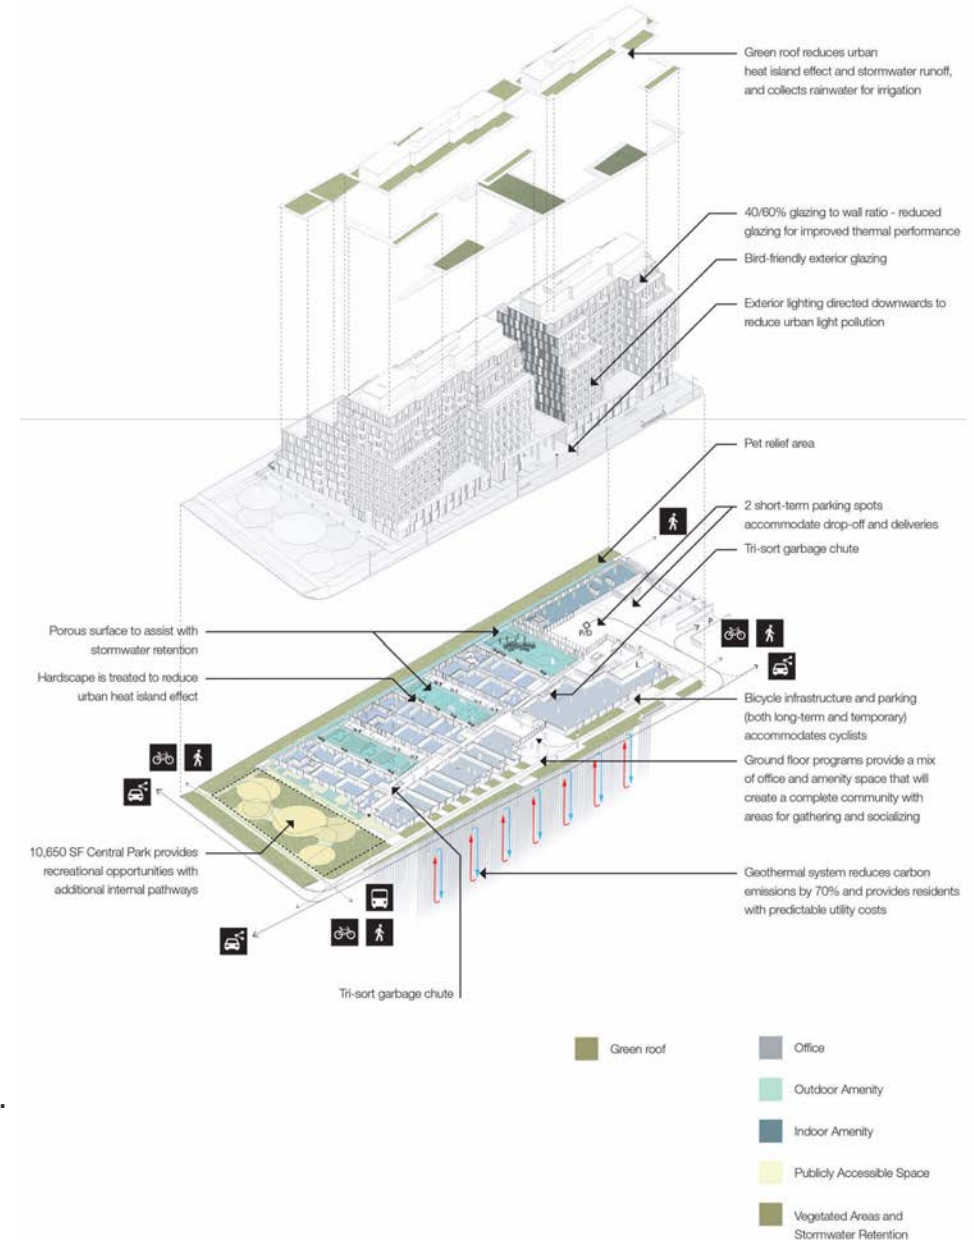 Green roof reduces urban
heat island effect and stormwater runoff,
and collects rainwater for irrigation
40/60% glazing to wall ratio - reduced
glazing for improved thermal performance
Bird-friendly exterior glazing
Exterior lighting directed downwards to
reduce urban light pollution
Pet relief area
2 short-term parking spots
accommodate drop-off and deliveries
Tri-sort garbage chute
P
P/D
L
Porous surface to assist with
stormwater retention
Hardscape is treated to reduce
urban heat island effect
Bicycle infrastructure and parking
(both long-term and temporary)
accommodates cyclists
Ground floor programs provide a mix
of office and amenity space that will
create a complete community with
areas for gathering and socializing
10,650 SF Central Park provides
recreational opportunities with
additional internal pathways
Geothermal system reduces carbon
emissions by 70% and provides residents
with predictable utility costs
Tri-sort garbage chute
Green roof
Office
Outdoor Amenity
Indoor Amenity
Publicly Accessible Space
Vegetated Areas and
Stormwater Retention